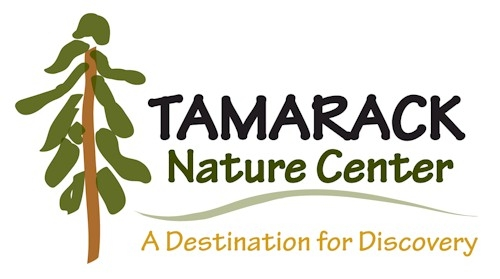 TAMARACK
Nature Center
A Destination for Discovery